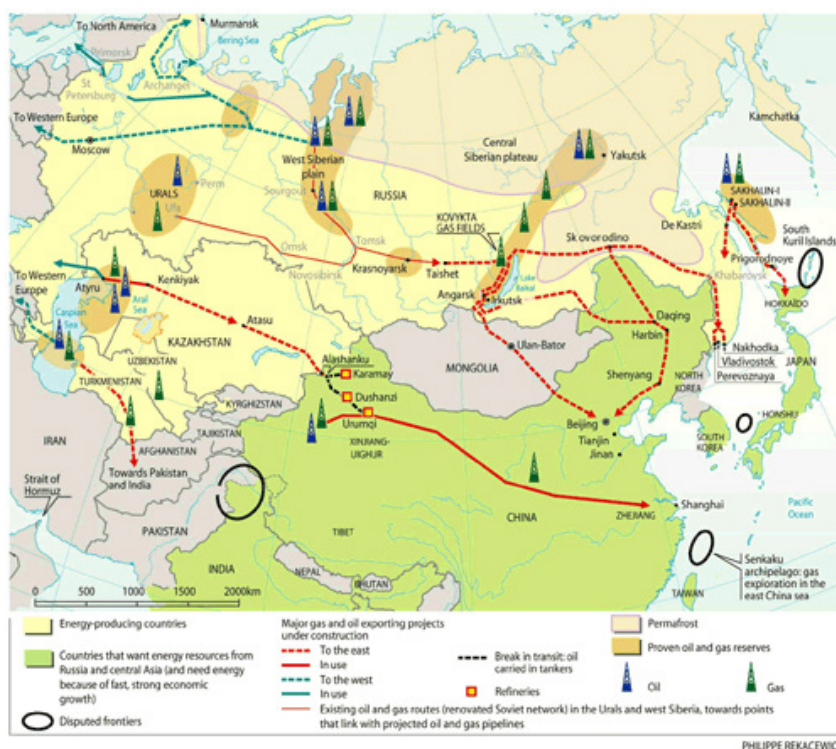 To North America
Murmansk
Bering Sea
Primorsk
St
Petersburg
Archangel
To Western Europe
Moscow
West Siberian
plain
Central
Siberian plateau
Yakutsk
Kamchatka
URALS
Perm
Ufa
Sourgout
RUSSIA
SAKHALIN-I
SAKHALIN-II
KOVYKTA
GAS FIELDS
Skovorodino
De Kastri
South
Kuril Islands
Omsk
Tomsk
Novosibirsk
Krasnoyarsk
Taishet
Prigorodnoye
Khabarovsk
HOKKAÏDO
To Western
Europe
Atyru
Kenkiyak
Aral
Sea
Caspian
Sea
Atasu
KAZAKHSTAN
Angarsk
Irkutsk
Lake
Baikal
Daqing
Harbin
MONGOLIA
Ulan-Bator
Nakhodka
Vladivostok
Perevoznaya
JAPAN
UZBEKISTAN
Alashanku
Karamay
Dushanzi
Urumqi
Shenyang
NORTH
KOREA
TURKMENISTAN
KYRGHIZSTAN
TAJIKISTAN
XINJIANG-
UIGHUR
Beijing
Tianjin
Jinan
SOUTH
KOREA
HONSHU
IRAN
AFGHANISTAN
Towards Pakistan
and India
Strait of
Hormuz
PAKISTAN
TIBET
CHINA
ZHEJIANG
Shanghai
Pacific
Ocean
INDIA
NEPAL
BHUTAN
TAIWAN
Senkaku
archipelago: gas
exploration in the
east China sea
0 500 1000 2000km
Energy-producing countries
Countries that want energy resources from
Russia and central Asia (and need energy
because of fast, strong economic
growth)
Disputed frontiers
Major gas and oil exporting projects
under construction
To the east
In use
To the west
In use
Existing oil and gas routes (renovated Soviet network) in the Urals and west Siberia, towards points
that link with projected oil and gas pipelines
Break in transit: oil
carried in tankers
Refineries
Permafrost
Proven oil and gas reserves
Oil
Gas
PHILIPPE REKACEWICZ